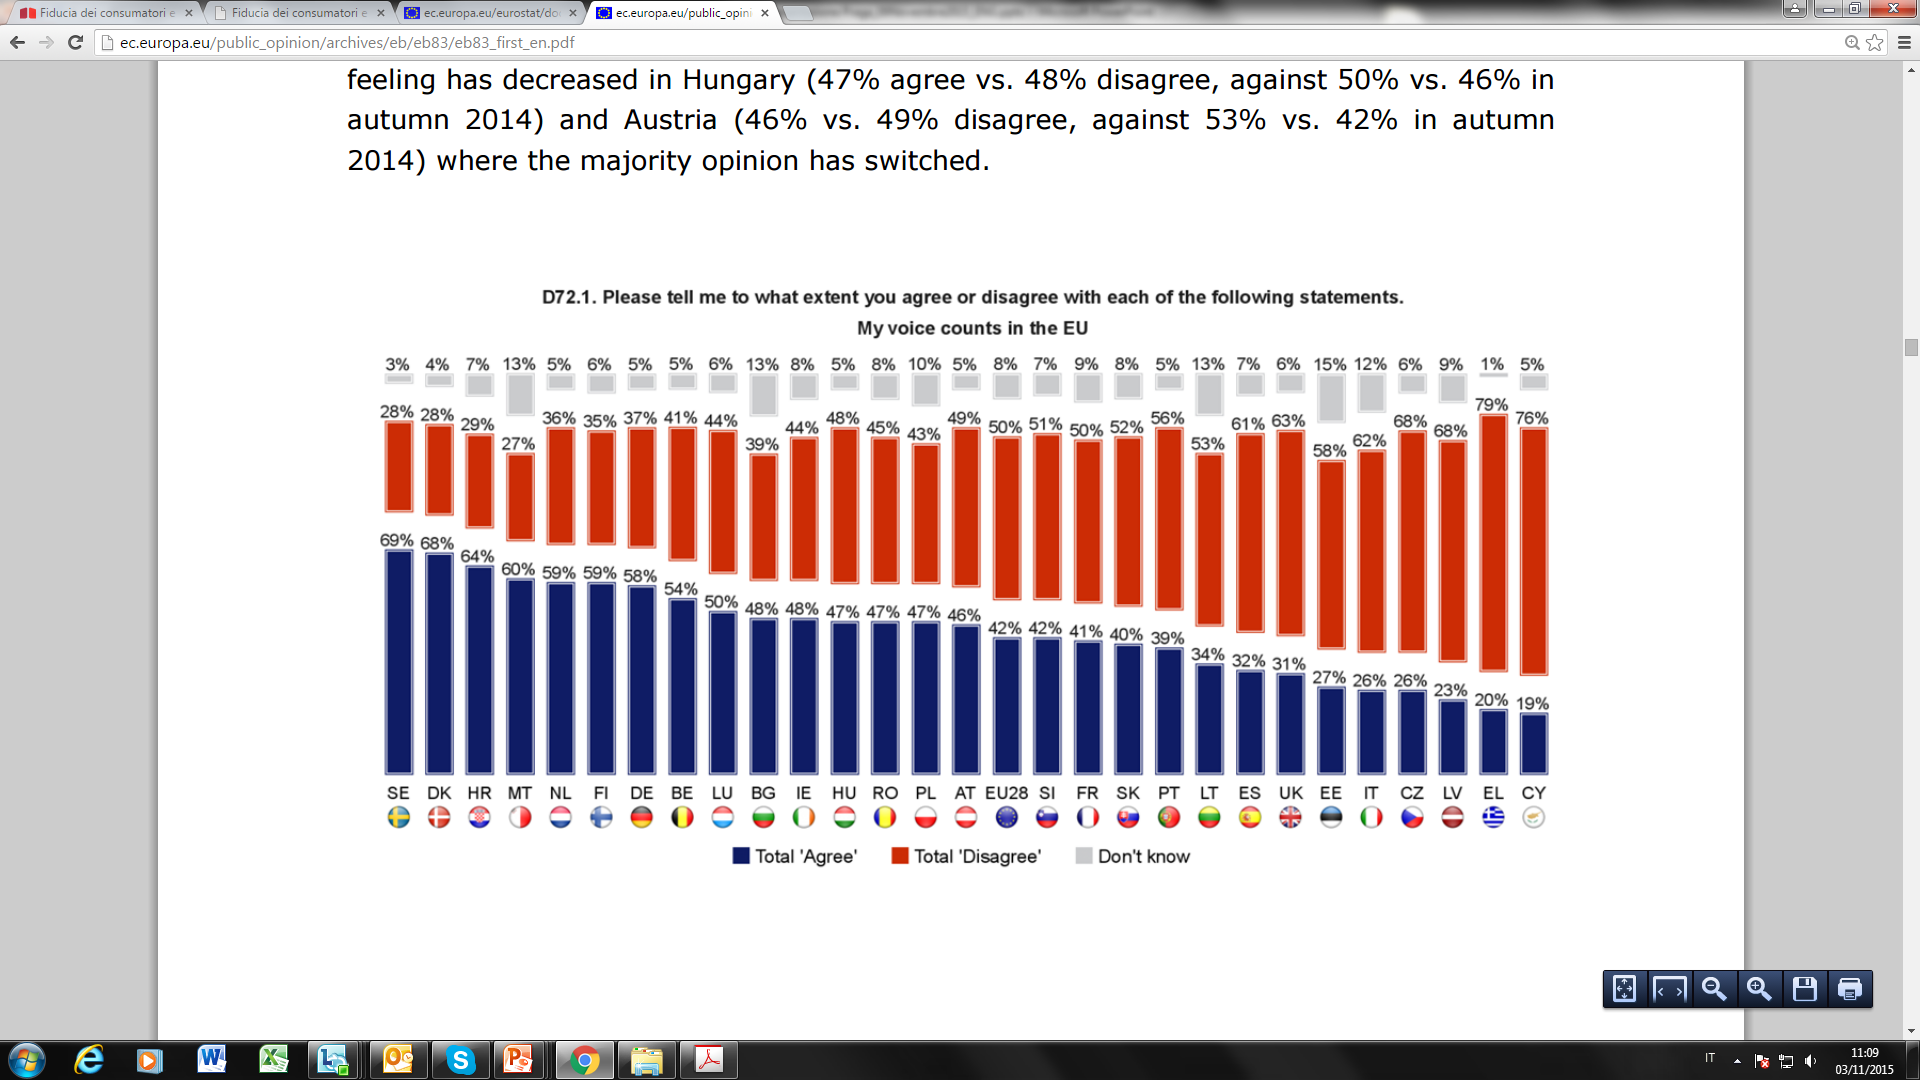 Fiducia dei consumatori e
Fiducia dei consumatori e
ec.europa.eu/eurostat/do
ec.europa.eu/public_opini
ec.europa.eu/public_opinion/archives/eb/eb83/eb83_first_en.pdf
feeling has decreased in Hungary (47% agree vs. 48% disagree, against 50% vs. 46% in
autumn 2014) and Austria (46% vs. 49% disagree, against 53% vs. 42% in autumn
2014) where the majority opinion has switched.
D72.1. Please tell me to what extent you agree or disagree with each of the following statements.
My voice counts in the EU
3% 4% 7% 13% 5% 6% 5% 5% 6% 13% 8% 5% 8% 10% 5% 8% 7% 9% 8% 5% 13% 7% 6% 15% 12% 6% 9% 1% 5%
28% 28% 29% 27% 36% 35% 37% 41% 44% 39% 44% 48% 45% 43% 49% 50% 51% 50% 52% 56% 53% 61% 63% 58% 62% 68% 68% 79% 76%
69% 68% 64% 60% 59% 59% 58% 54% 50% 48% 48% 47% 47% 47% 46% 42% 42% 41% 40% 39% 34% 32% 31% 27% 26% 26% 23% 20% 19%
SE DK HR MT NL FI DE BE LU BG IE HU RO PL AT EU28 SI FR SK PT LT ES UK EE IT CZ LV EL CY
Total 'Agree' Total 'Disagree' Don't know
IT
11:09
03/11/2015